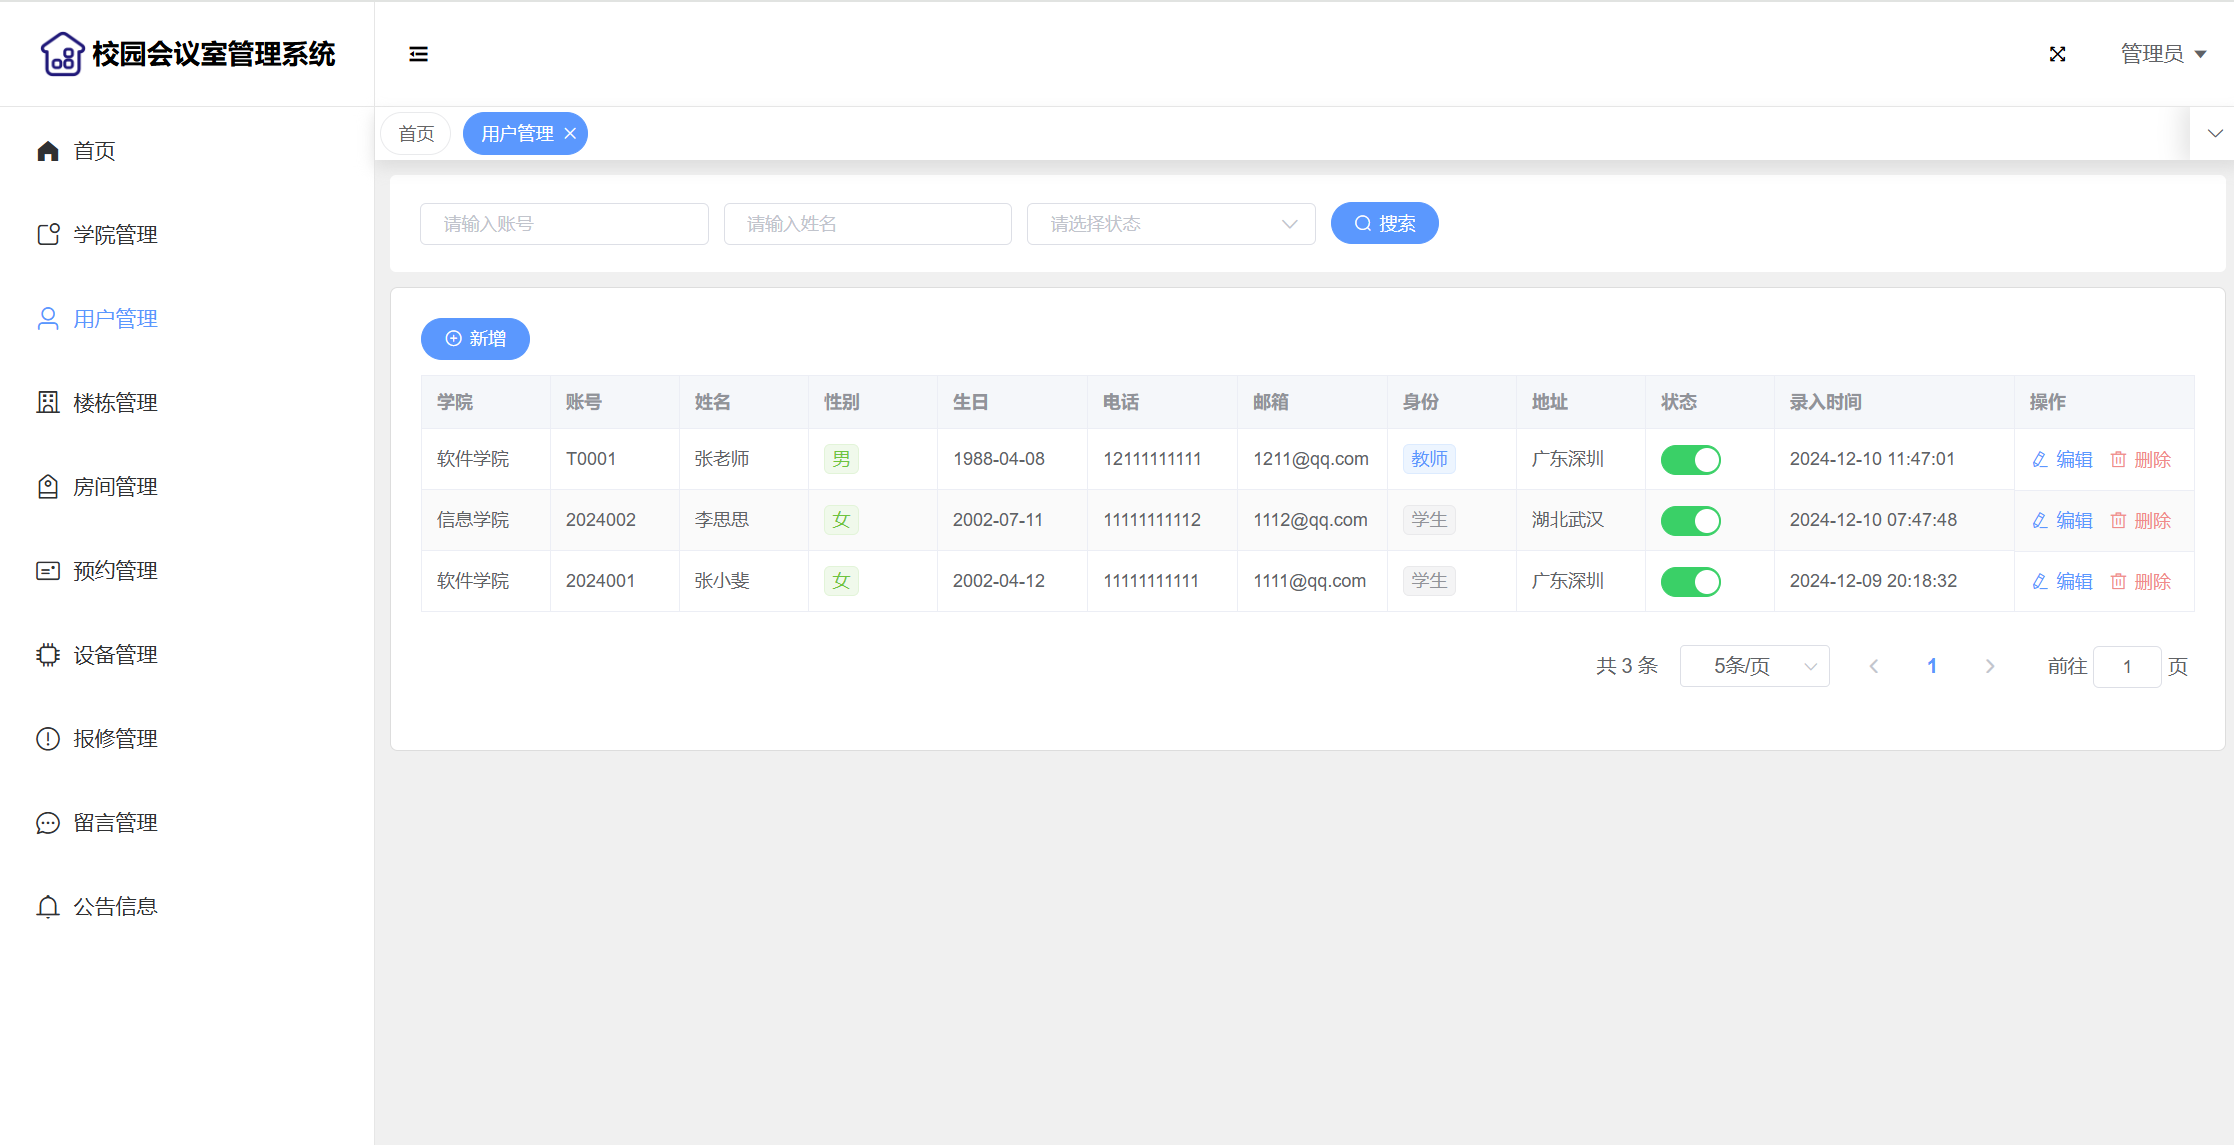 校园会议室管理系统
管理员
首页
学院管理
用户管理
楼栋管理
房间管理
预约管理
设备管理
报修管理
留言管理
公告信息
首页 用户管理
请输入账号 请输入姓名 请选择状态 搜索
新增
学院 账号 姓名 性别 生日 电话 邮箱 身份 地址 状态 录入时间 操作
软件学院 T0001 张老师 男 1988-04-08 12111111111 1211@qq.com 教师 广东深圳 2024-12-10 11:47:01 编辑 删除
信息学院 2024002 李思思 女 2002-07-11 11111111112 1112@qq.com 学生 湖北武汉 2024-12-10 07:47:48 编辑 删除
软件学院 2024001 张小斐 女 2002-04-12 11111111111 1111@qq.com 学生 广东深圳 2024-12-09 20:18:32 编辑 删除
共 3 条 5条/页 1 前往 1 页